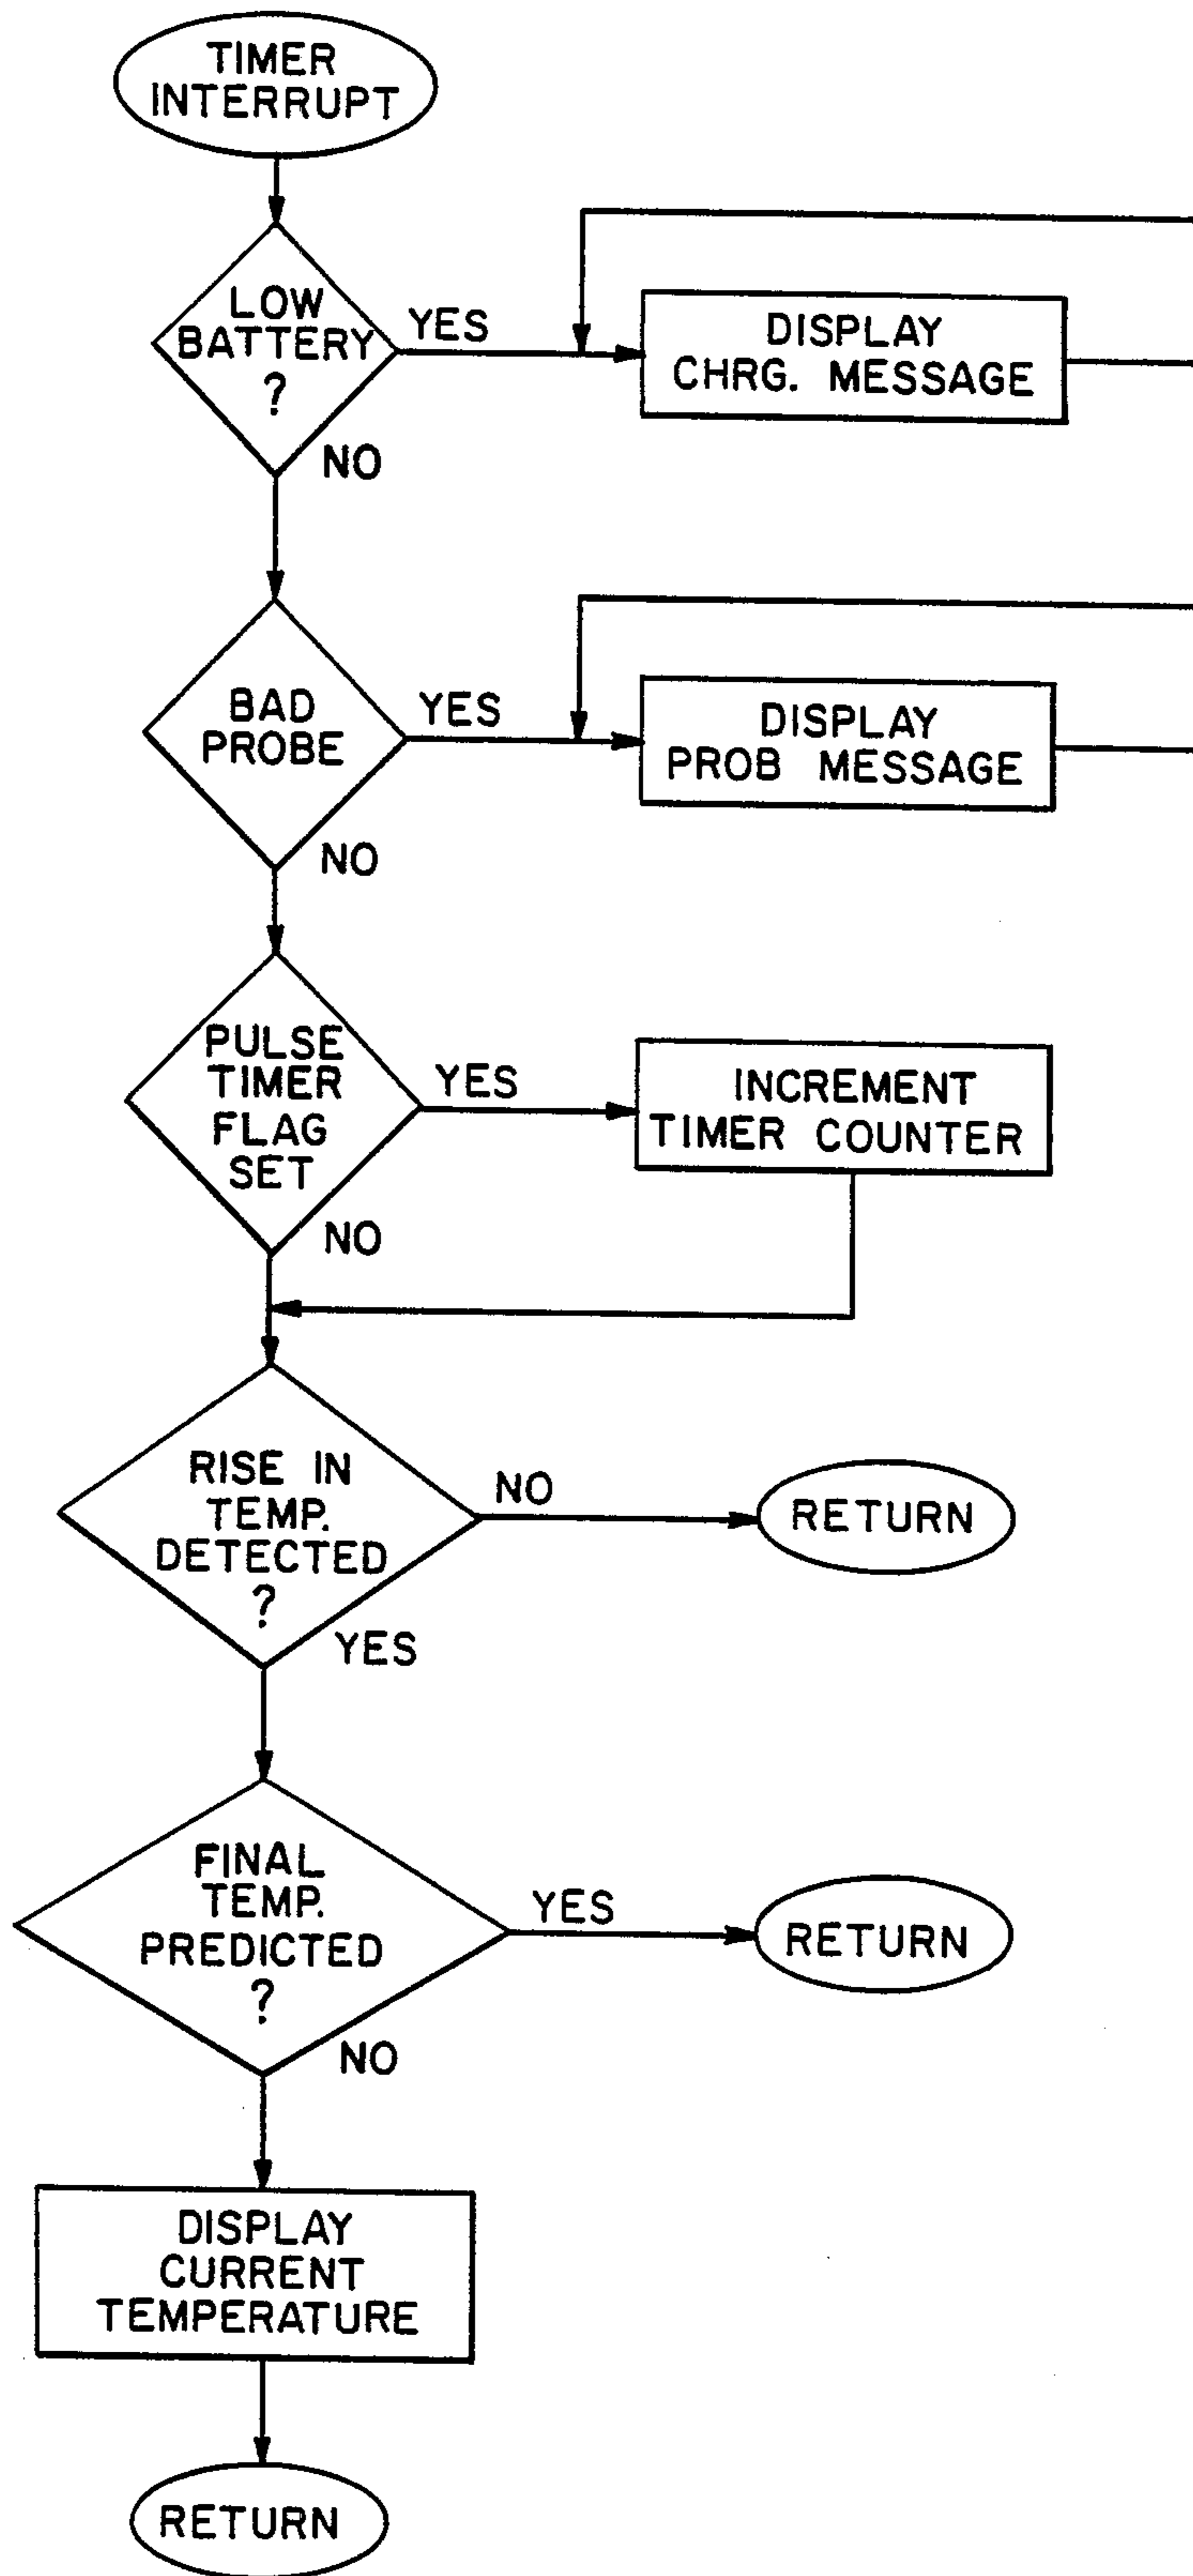 TIMER
INTERRUPT
LOW
BATTERY
?
YES
NO
DISPLAY
CHRG. MESSAGE
BAD
PROBE
YES
NO
DISPLAY
PROB MESSAGE
PULSE
TIMER
FLAG
SET
YES
NO
INCREMENT
TIMER COUNTER
RISE IN
TEMP.
DETECTED
?
NO
YES
RETURN
FINAL
TEMP.
PREDICTED
?
YES
NO
RETURN
DISPLAY
CURRENT
TEMPERATURE
RETURN